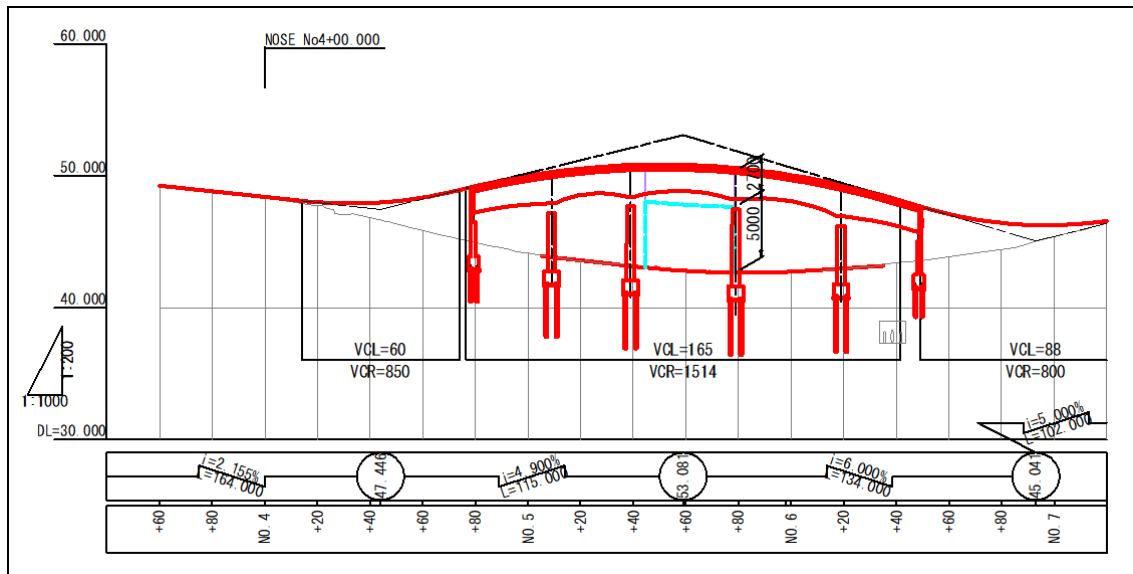 60.000
NOSE No4+00.000
50.000
2700
5000
40.000
VCL=60
VCR=850
VCL=165
VCR=1514
VCL=88
VCR=800
1:200
1:1000
DL=30.000
i=5.000%
L=102.000
i=2.155%
L=164.000
47.446
i=4.900%
L=115.000
53.081
i=6.000%
L=134.000
45.041
+60
+80
NO.4
+20
+40
+60
+80
NO.5
+20
+40
+60
+80
NO.6
+20
+40
+60
+80
NO.7